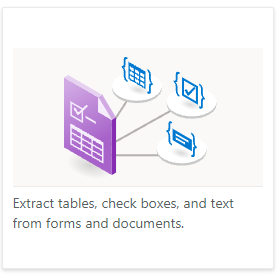 Extract tables, check boxes, and text
from forms and documents.